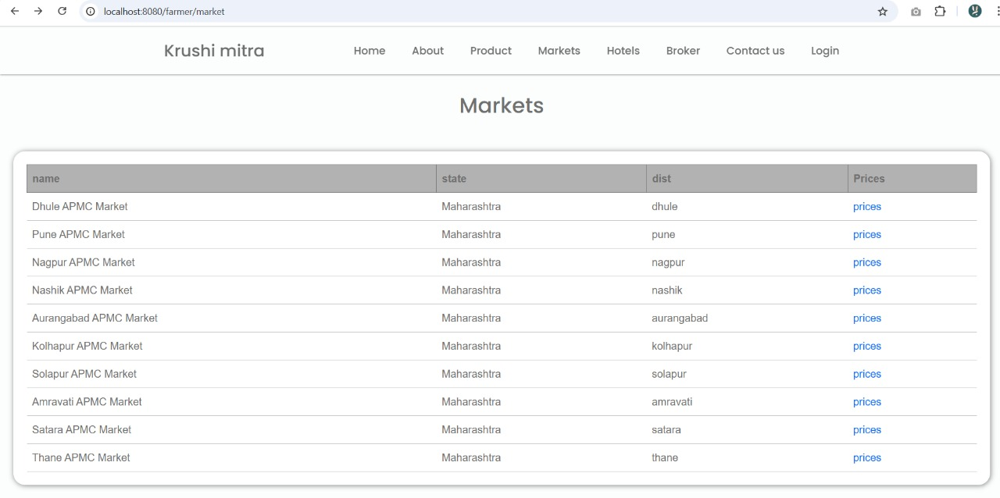 localhost:8080/farmer/market
Krushi mitra Home About Product Markets Hotels Broker Contact us Login
Markets
name state dist Prices
Dhule APMC Market Maharashtra dhule prices
Pune APMC Market Maharashtra pune prices
Nagpur APMC Market Maharashtra nagpur prices
Nashik APMC Market Maharashtra nashik prices
Aurangabad APMC Market Maharashtra aurangabad prices
Kolhapur APMC Market Maharashtra kolhapur prices
Solapur APMC Market Maharashtra solapur prices
Amravati APMC Market Maharashtra amravati prices
Satara APMC Market Maharashtra satara prices
Thane APMC Market Maharashtra thane prices